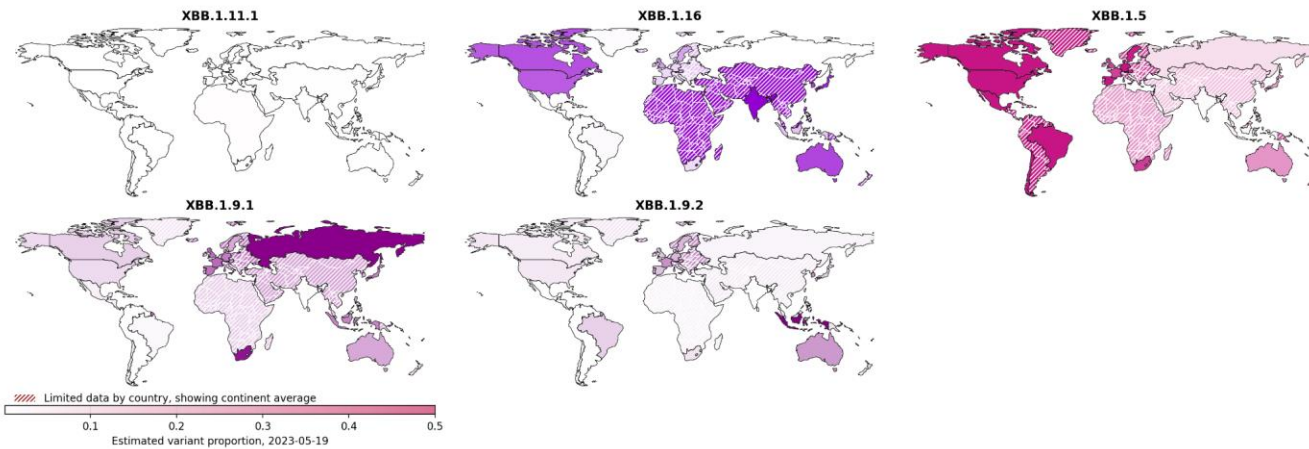 XBB.1.11.1
XBB.1.16
XBB.1.5
XBB.1.9.1
XBB.1.9.2
Limited data by country, showing continent average
0.1 0.2 0.3 0.4 0.5
Estimated variant proportion, 2023-05-19